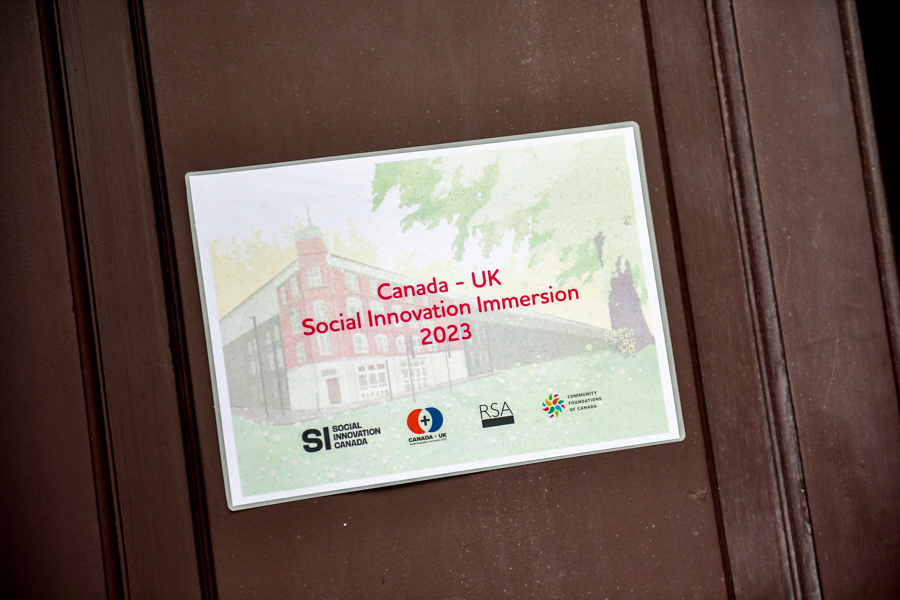 Canada - UK
Social Innovation Immersion
2023
SI SOCIAL
INNOVATION
CANADA
CANADA - UK
RSA
COMMUNITY
FOUNDATIONS
OF CANADA